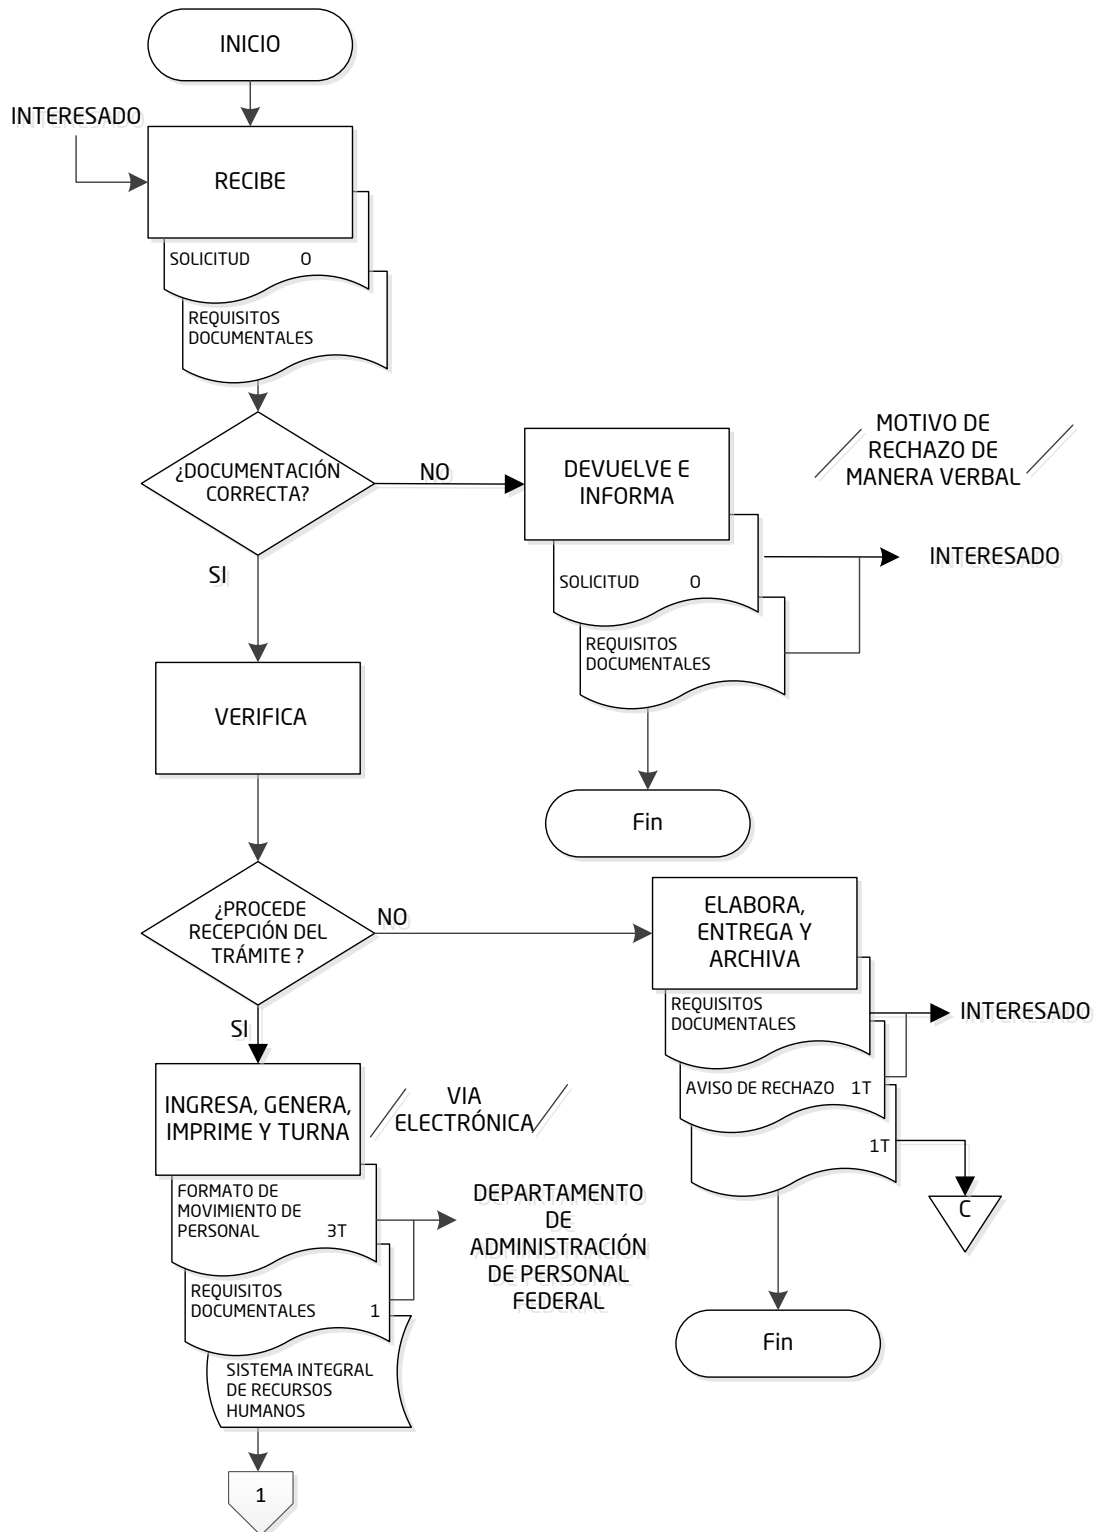 INICIO
INTERESADO
RECIBE
SOLICITUD O
REQUISITOS
DOCUMENTALES
¿DOCUMENTACIÓN
CORRECTA?
NO
DEVUELVE E
INFORMA
MOTIVO DE
RECHAZO DE
MANERA VERBAL
SOLICITUD O
INTERESADO
REQUISITOS
DOCUMENTALES
Fin
SI
VERIFICA
¿PROCEDE
RECEPCIÓN DEL
TRÁMITE ?
NO
ELABORA,
ENTREGA Y
ARCHIVA
REQUISITOS
DOCUMENTALES
INTERESADO
AVISO DE RECHAZO 1T
1T
C
Fin
SI
INGRESA, GENERA,
IMPRIME Y TURNA
VIA
ELECTRÓNICA
FORMATO DE
MOVIMIENTO DE
PERSONAL 3T
DEPARTAMENTO
DE
ADMINISTRACIÓN
DE PERSONAL
FEDERAL
REQUISITOS
DOCUMENTALES 1
SISTEMA INTEGRAL
DE RECURSOS
HUMANOS
1